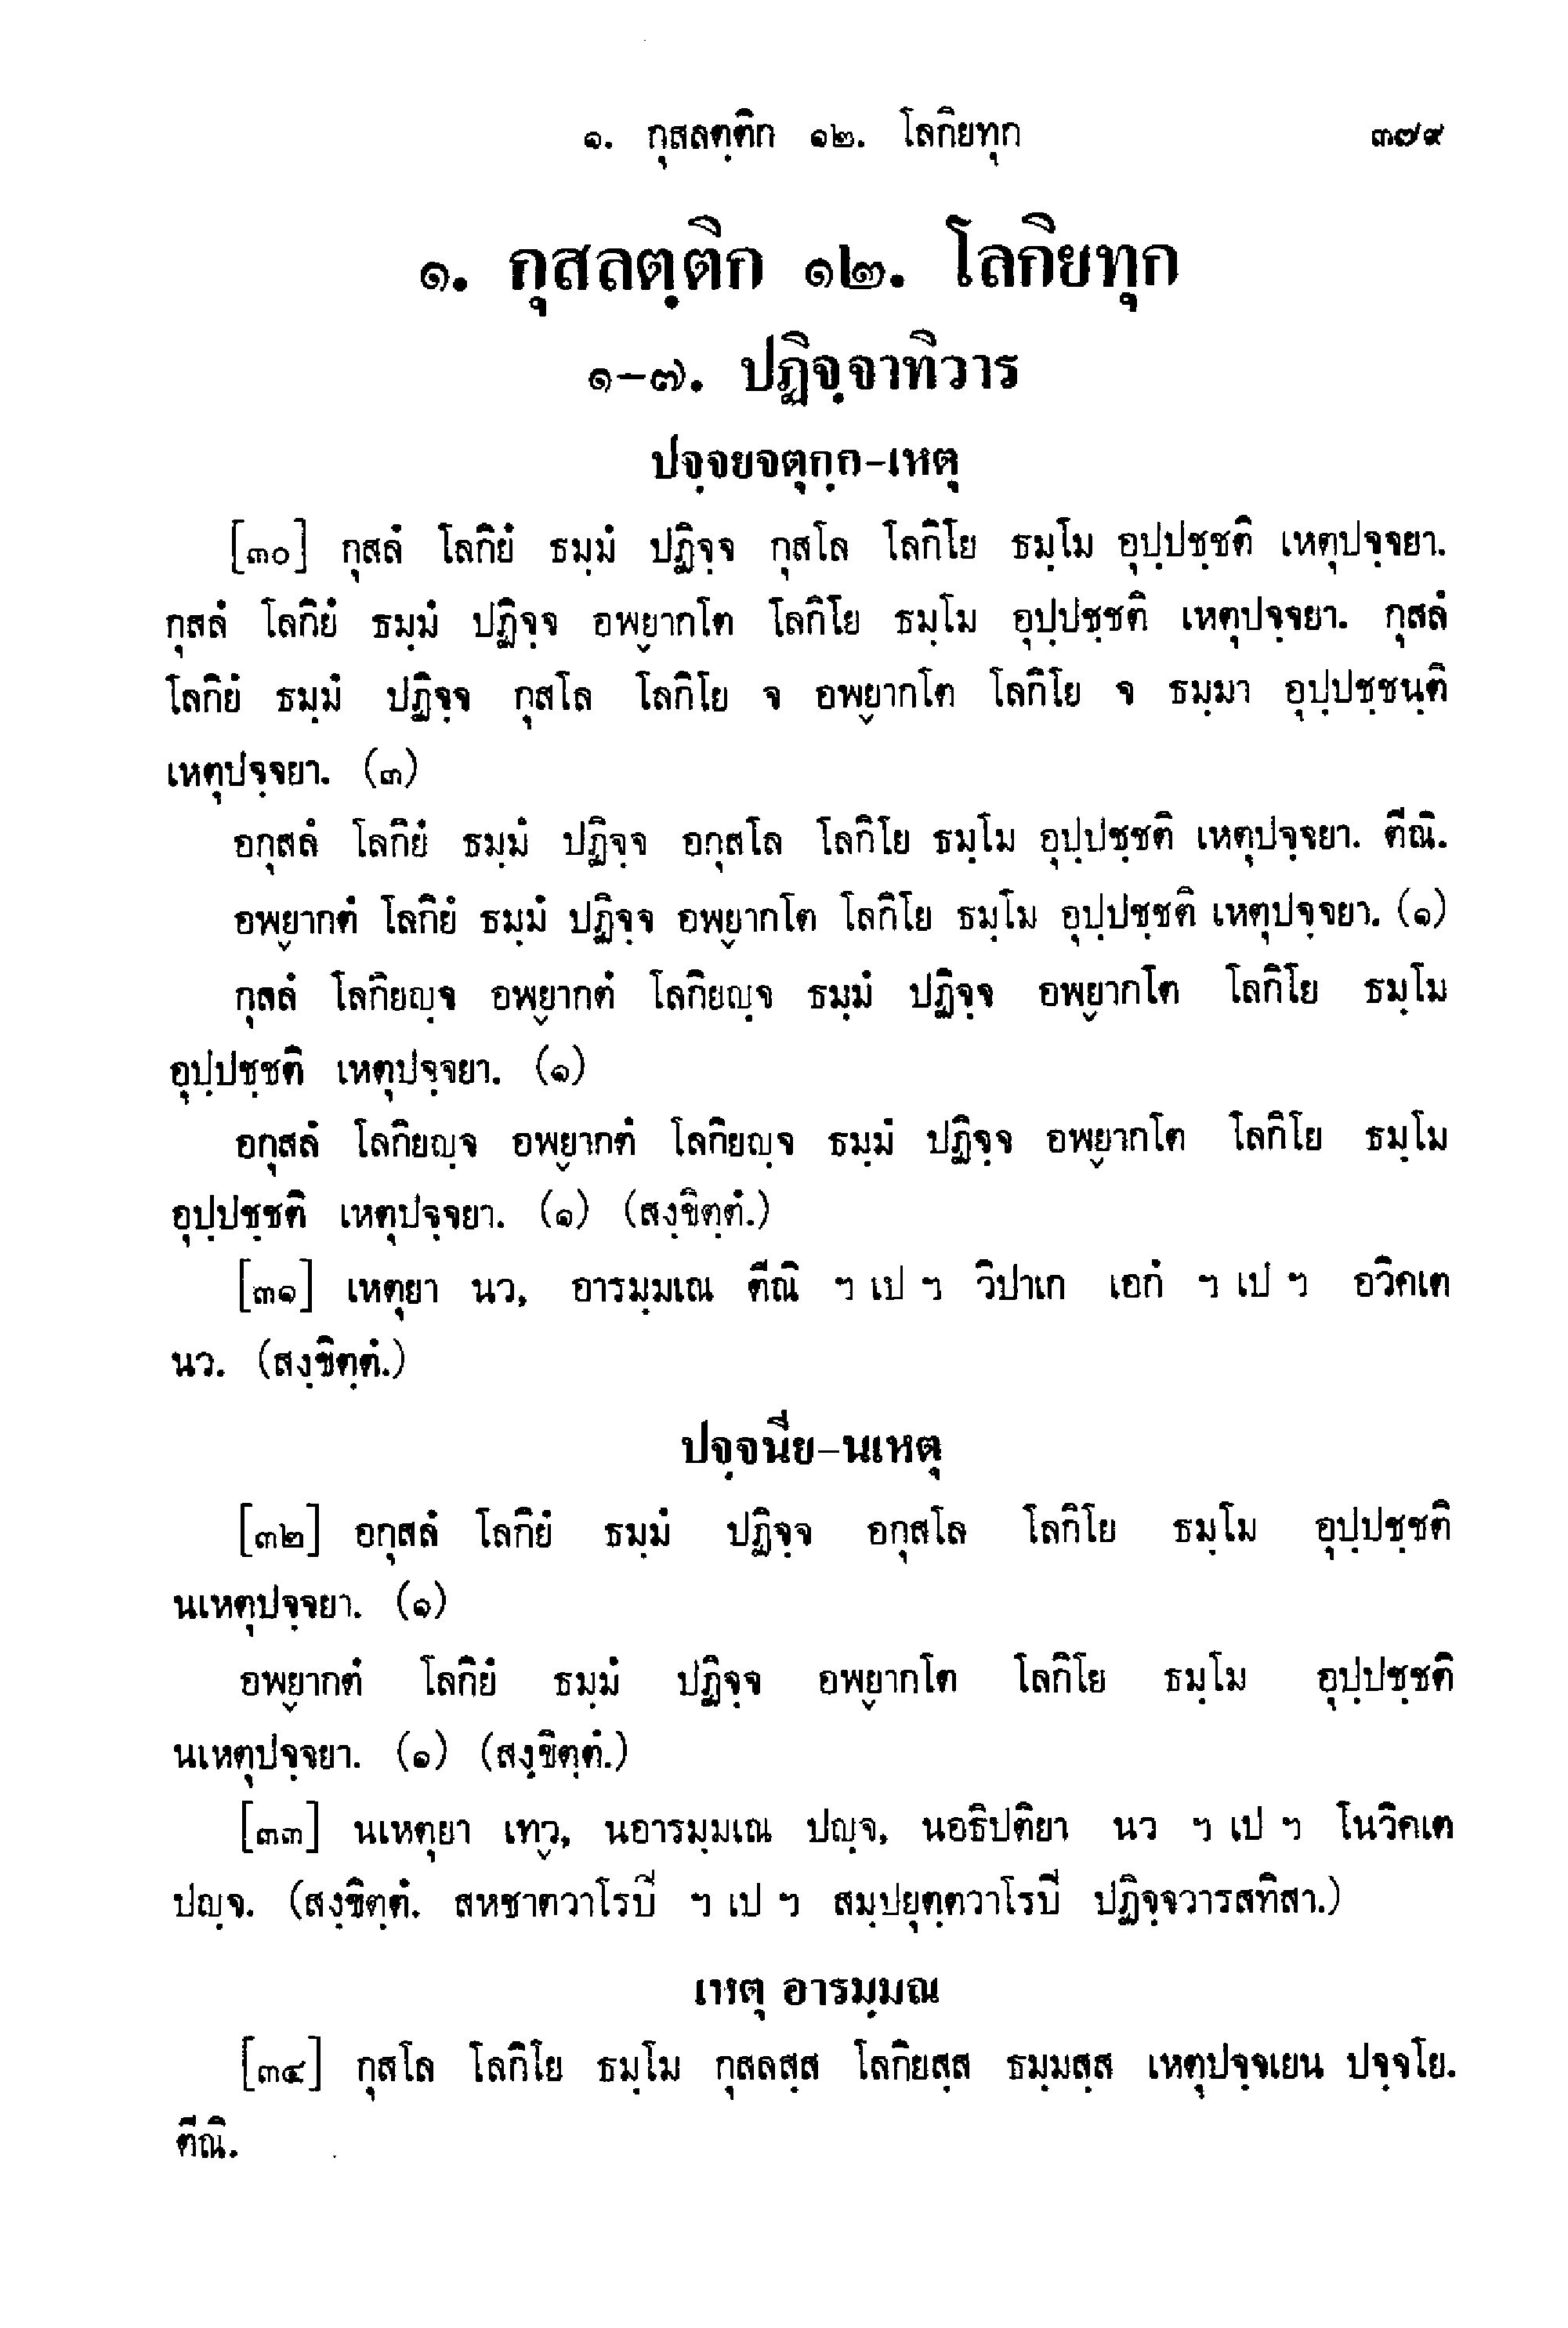 ๑. กุสลตฺติก ๑๒. โลกิยทุก ๓๗๙
๑. กุสลตฺติก ๑๒. โลกิยทุก
๑-๗. ปฏิจฺจาทิวาร
ปจฺจยจตุกฺก-เหตุ
[๓๐] กุสลํ โลกิยํ ธมฺมํ ปฏิจฺจ กุสโล โลกิโย ธมฺโม อุปฺปชฺชติ เหตุปจฺจยา.
กุสลํ โลกิยํ ธมฺมํ ปฏิจฺจ อพฺยากโต โลกิโย ธมฺโม อุปฺปชฺชติ เหตุปจฺจยา. กุสลํ
โลกิยํ ธมฺมํ ปฏิจฺจ กุสโล โลกิโย จ อพฺยากโต โลกิโย จ ธมฺมา อุปฺปชฺชนฺติ
เหตุปจฺจยา. (๓)
อกุสลํ โลกิยํ ธมฺมํ ปฏิจฺจ อกุสโล โลกิโย ธมฺโม อุปฺปชฺชติ เหตุปจฺจยา. ตีณิ.
อพฺยากตํ โลกิยํ ธมฺมํ ปฏิจฺจ อพฺยากโต โลกิโย ธมฺโม อุปฺปชฺชติ เหตุปจฺจยา. (๑)
กุสลํ โลกิยญฺจ อพฺยากตํ โลกิยญฺจ ธมฺมํ ปฏิจฺจ อพฺยากโต โลกิโย ธมฺโม
อุปฺปชฺชติ เหตุปจฺจยา. (๑)
อกุสลํ โลกิยญฺจ อพฺยากตํ โลกิยญฺจ ธมฺมํ ปฏิจฺจ อพฺยากโต โลกิโย ธมฺโม
อุปฺปชฺชติ เหตุปจฺจยา. (๑) (สงฺขิตฺตํ.)
[๓๑] เหตุยา นว, อารมฺมเณ ตีณิ ฯ เป ฯ วิปาเก เอกํ ฯ เป ฯ อวิคเต
นว. (สงฺขิตฺตํ.)
ปจฺจนีย-นเหตุ
[๓๒] อกุสลํ โลกิยํ ธมฺมํ ปฏิจฺจ อกุสโล โลกิโย ธมฺโม อุปฺปชฺชติ
นเหตุปจฺจยา. (๑)
อพฺยากตํ โลกิยํ ธมฺมํ ปฏิจฺจ อพฺยากโต โลกิโย ธมฺโม อุปฺปชฺชติ
นเหตุปจฺจยา. (๑) (สงฺขิตฺตํ.)
[๓๓] นเหตุยา เทฺว, นอารมฺมเณ ปญฺจ, นอธิปติยา นว ฯ เป ฯ โนวิคเต
ปญฺจ. (สงฺขิตฺตํ. สหชาตวาโรปิ ฯ เป ฯ สมฺปยุตฺตวาโรปิ ปฏิจฺจวารสทิสา.)
เหตุ อารมฺมณ
[๓๔] กุสโล โลกิโย ธมฺโม กุสลสฺส โลกิยสฺส ธมฺมสฺส เหตุปจฺจเยน ปจฺจโย.
ตีณิ.